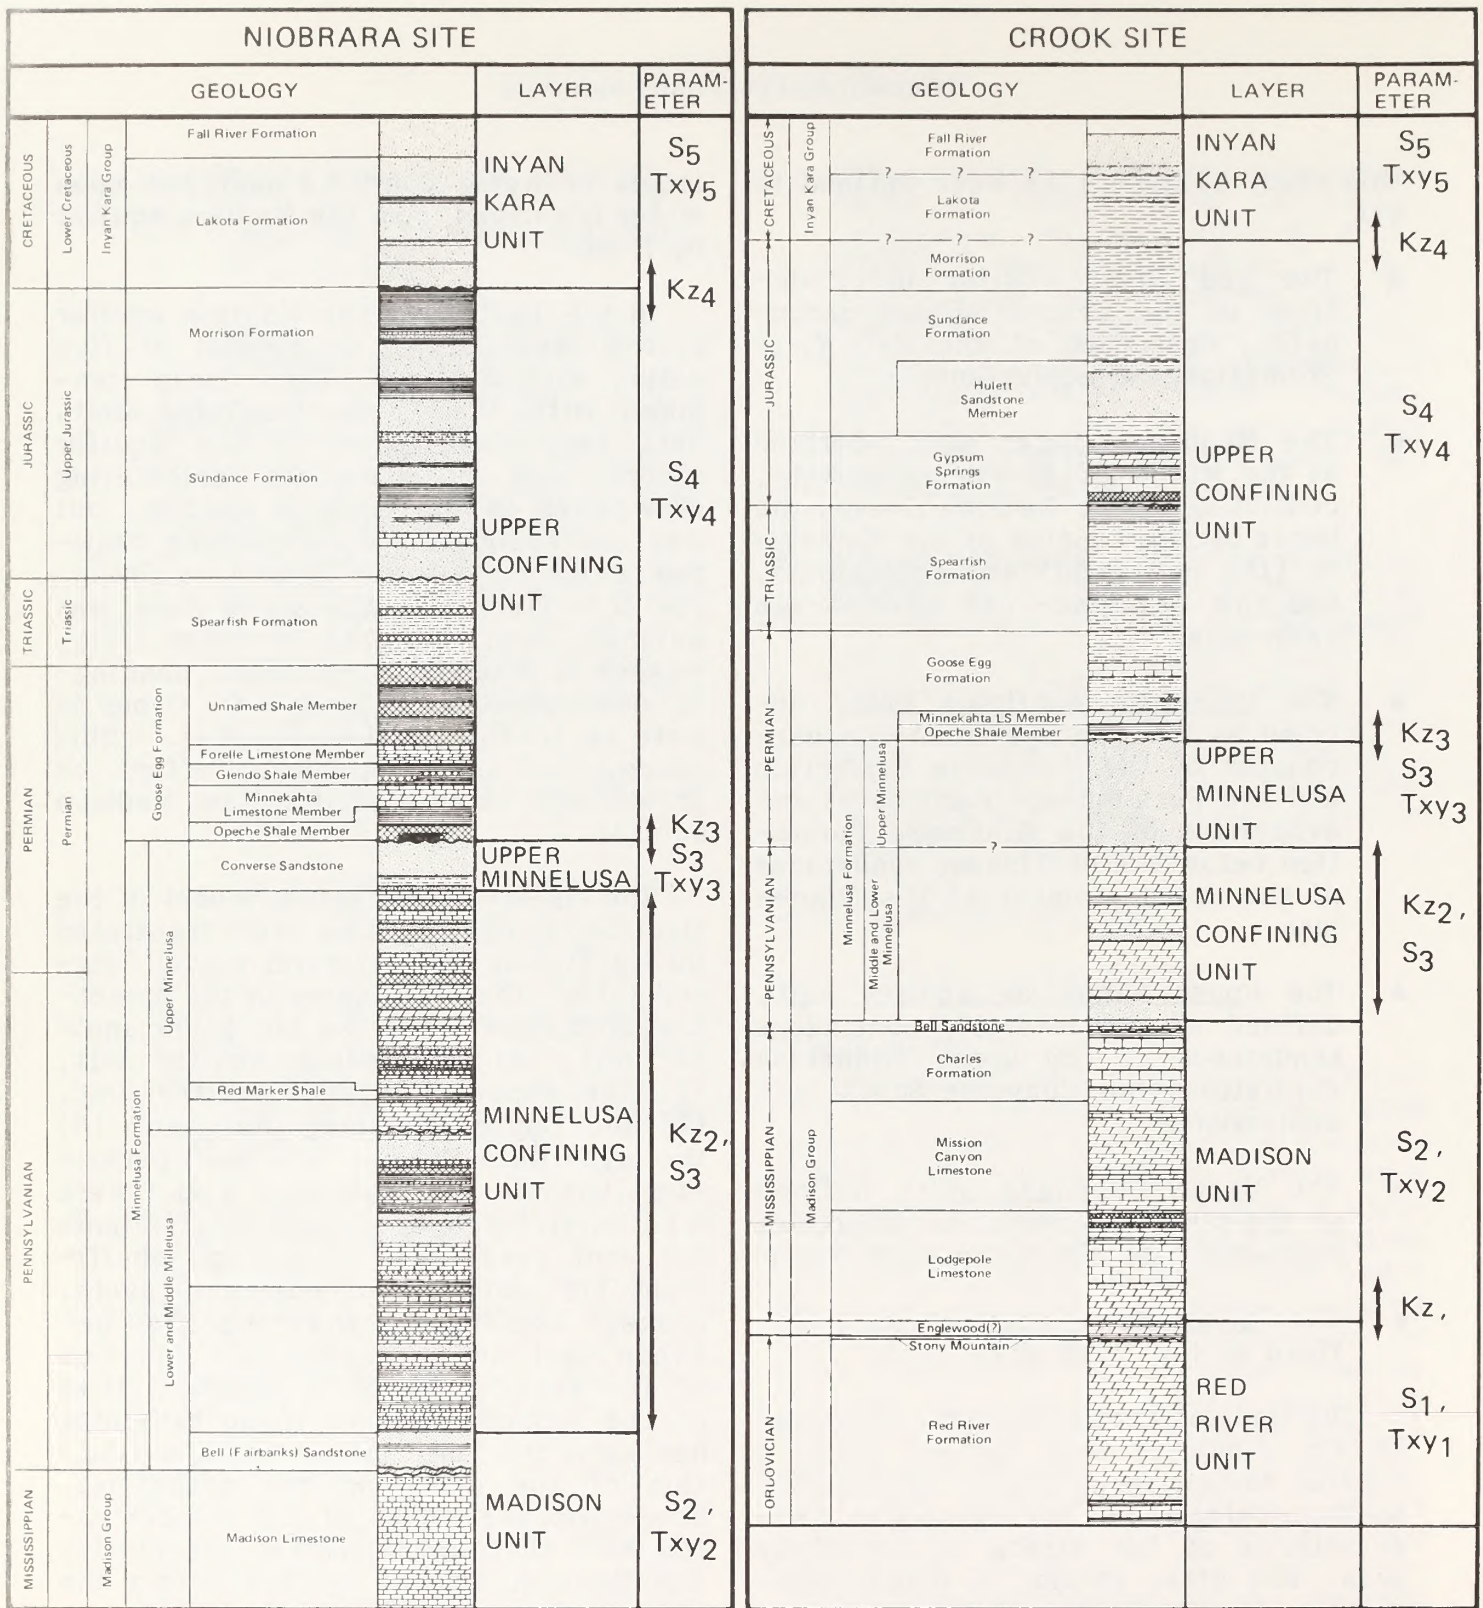 NIOBRARA SITE
GEOLOGY
LAYER
PARAM-
ETER
CRETACEOUS
Lower Cretaceous
Inyan Kara Group
Fall River Formation
Lakota Formation
INYAN
KARA
UNIT
S5
Txy5
Kz4
JURASSIC
Upper Jurassic
Morrison Formation
Sundance Formation
S4
Txy4
UPPER
CONFINING
UNIT
TRIASSIC
Triassic
Spearfish Formation
PERMIAN
Permian
Goose Egg Formation
Unnamed Shale Member
Forelle Limestone Member
Glendo Shale Member
Minnekahta
Limestone Member
Opeche Shale Member
Kz3
Converse Sandstone
UPPER
MINNELUSA
S3
Txy3
PENNSYLVANIAN
Minnelusa Formation
Upper Minnelusa
Red Marker Shale
Lower and Middle Milletusa
MINNELUSA
CONFINING
UNIT
Kz2,
S3
Bell (Fairbanks) Sandstone
MISSISSIPPIAN
Madison Group
Madison Limestone
MADISON
UNIT
S2 ,
Txy2
CROOK SITE
GEOLOGY
LAYER
PARAM-
ETER
CRETACEOUS
Inyan Kara Group
Fall River
Formation
? ? ?
Lakota
Formation
? ? ?
INYAN
KARA
UNIT
S5
Txy5
Kz4
JURASSIC
Morrison
Formation
Sundance
Formation
Hulett
Sandstone
Member
Gypsum
Springs
Formation
S4
Txy4
UPPER
CONFINING
UNIT
TRIASSIC
Spearfish
Formation
PERMIAN
Goose Egg
Formation
Minnekahta LS Member
Opeche Shale Member
Kz3
Minnelusa Formation
Upper Minnelusa
UPPER
MINNELUSA
UNIT
S3
Txy3
?
PENNSYLVANIAN
Middle and Lower
Minnelusa
MINNELUSA
CONFINING
UNIT
Kz2,
S3
Bell Sandstone
MISSISSIPPIAN
Madison Group
Charles
Formation
Mission
Canyon
Limestone
Lodgepole
Limestone
MADISON
UNIT
S2 ,
Txy2
Kz,
Englewood(?)
Stony Mountain
ORLOVICIAN
Red River
Formation
RED
RIVER
UNIT
S1,
Txy1